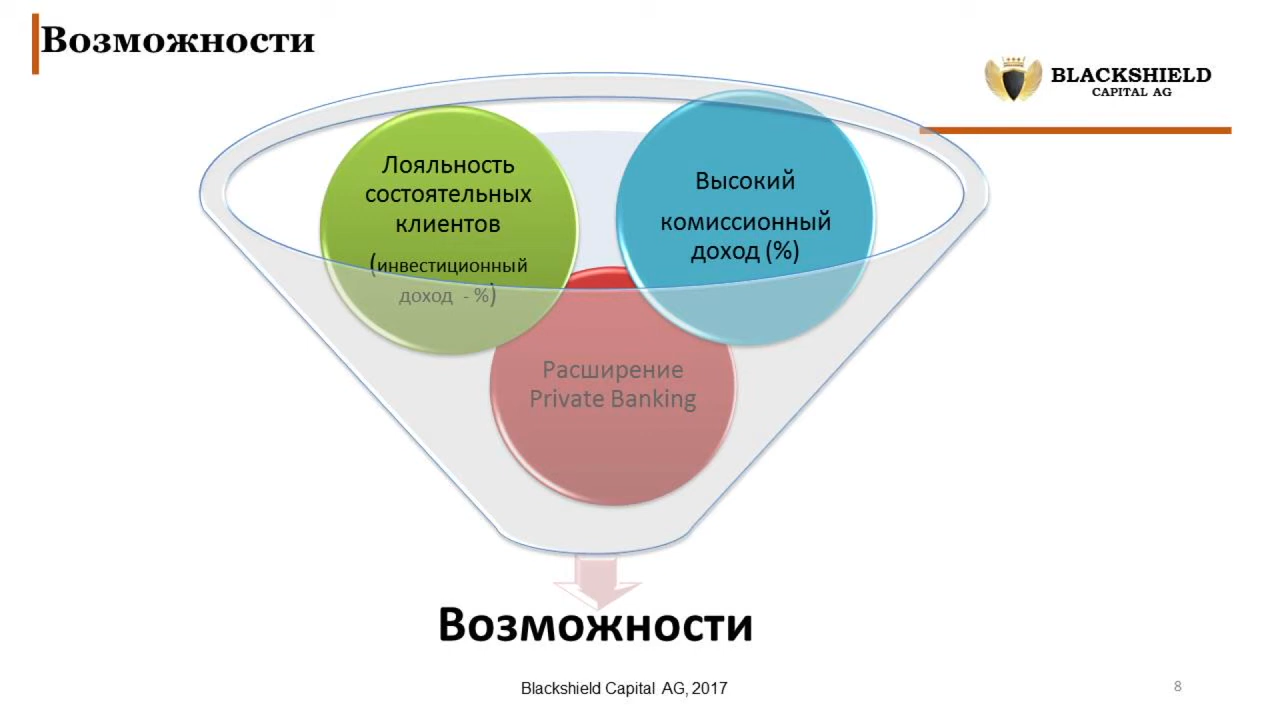 Возможности
BLACKSHIELD
CAPITAL AG
Лояльность
состоятельных
клиентов
(инвестиционный
доход - %)
Высокий
комиссионный
доход (%)
Расширение
Private Banking
Возможности
Blackshield Capital AG, 2017
8